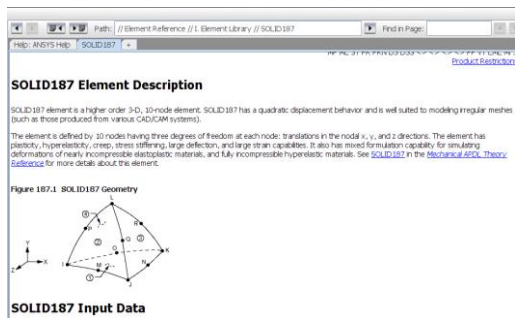 Path: // Element Reference // I. Element Library // SOLID187
Find in Page:
Help: ANSYS Help SOLID187 +
Product Restrictions
SOLID187 Element Description
SOLID187 element is a higher order 3-D, 10-node element. SOLID187 has a quadratic displacement behavior and is well suited to modeling irregular meshes
(such as those produced from various CAD/CAM systems).
The element is defined by 10 nodes having three degrees of freedom at each node: translations in the nodal x, y, and z directions. The element has
plasticity, hyperelasticity, creep, stress stiffening, large deflection, and large strain capabilities. It also has mixed formulation capability for simulating
deformations of nearly incompressible elastoplastic materials, and fully incompressible hyperelastic materials. See SOLID187 in the Mechanical APDL Theory
Reference for more details about this element.
Figure 187.1 SOLID187 Geometry
L
4
P
R
Y
2
Q
3
O
K
X
I
M
N
Z
1
J
SOLID187 Input Data